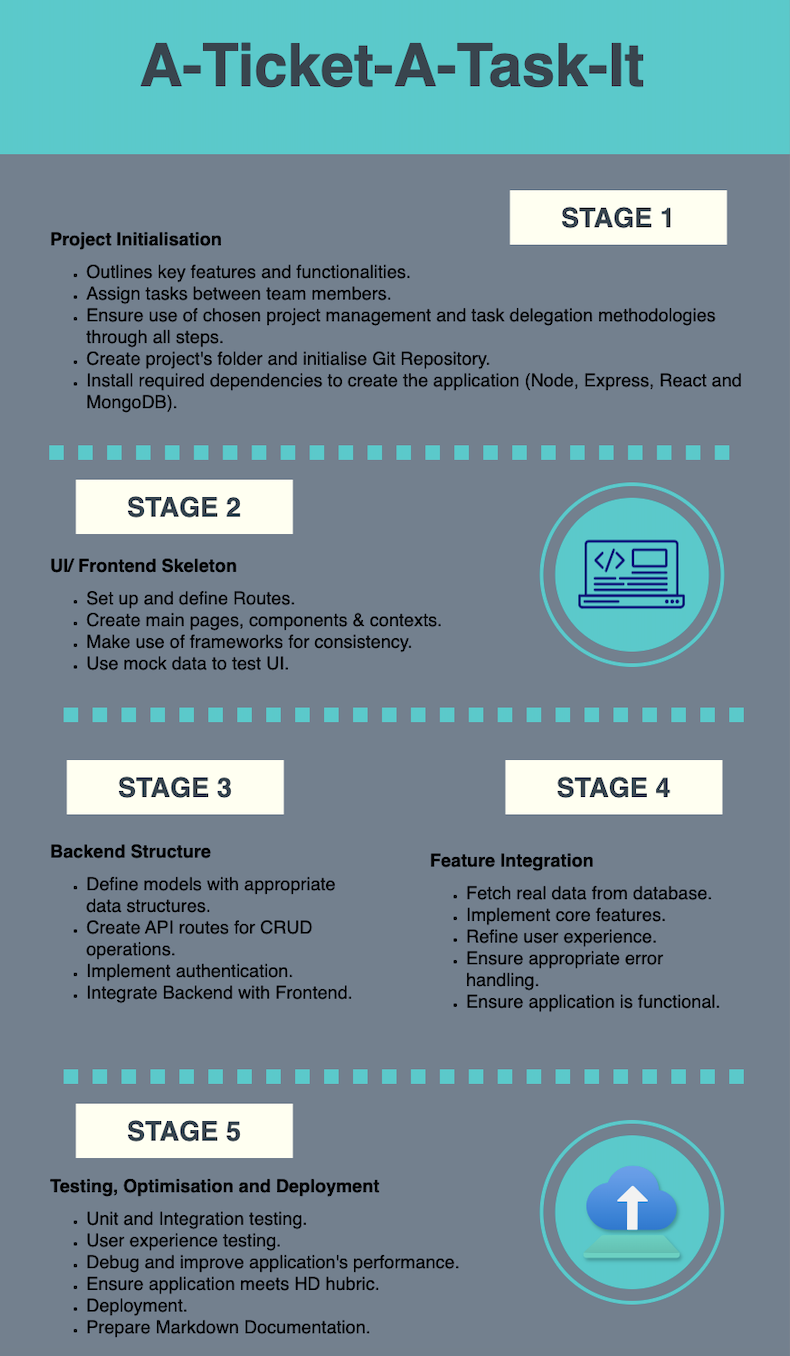 A-Ticket-A-Task-It
STAGE 1
Project Initialisation
Outlines key features and functionalities.
Assign tasks between team members.
Ensure use of chosen project management and task delegation methodologies
through all steps.
Create project's folder and initialise Git Repository.
Install required dependencies to create the application (Node, Express, React and
MongoDB).
STAGE 2
UI/ Frontend Skeleton
Set up and define Routes.
Create main pages, components & contexts.
Make use of frameworks for consistency.
Use mock data to test UI.
</>
STAGE 3
Backend Structure
Define models with appropriate
data structures.
Create API routes for CRUD
operations.
Implement authentication.
Integrate Backend with Frontend.
STAGE 4
Feature Integration
Fetch real data from database.
Implement core features.
Refine user experience.
Ensure appropriate error
handling.
Ensure application is functional.
STAGE 5
Testing, Optimisation and Deployment
Unit and Integration testing.
User experience testing.
Debug and improve application's performance.
Ensure application meets HD hubric.
Deployment.
Prepare Markdown Documentation.